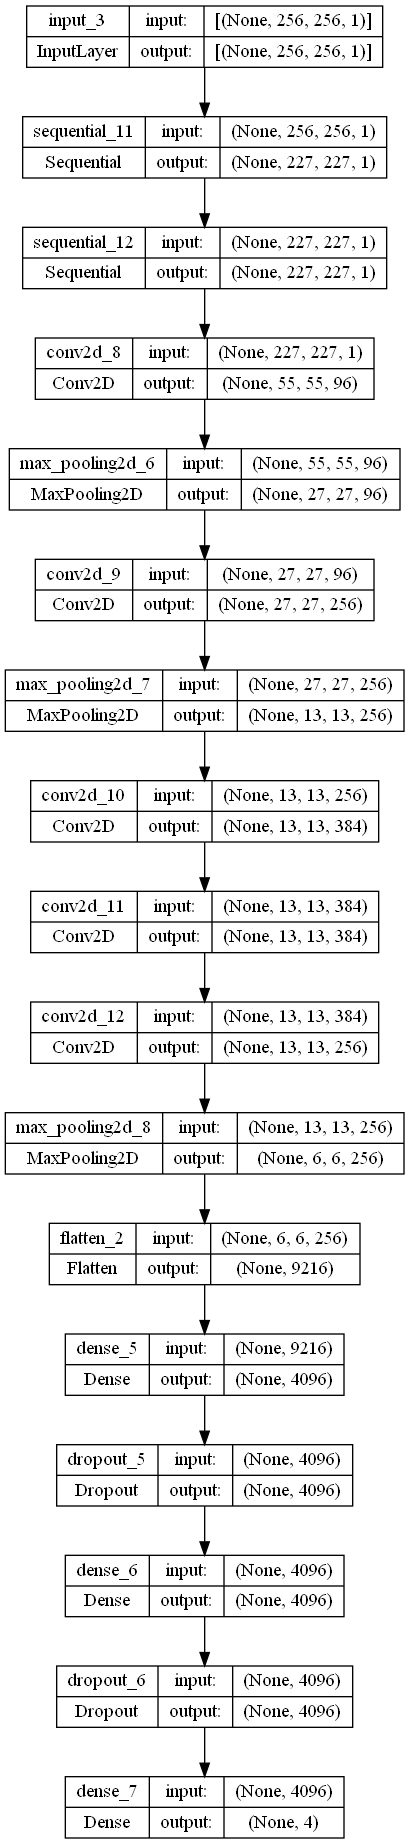 input_3 input: [(None, 256, 256, 1)]
InputLayer output: [(None, 256, 256, 1)]
sequential_11 input: (None, 256, 256, 1)
Sequential output: (None, 227, 227, 1)
sequential_12 input: (None, 227, 227, 1)
Sequential output: (None, 227, 227, 1)
conv2d_8 input: (None, 227, 227, 1)
Conv2D output: (None, 55, 55, 96)
max_pooling2d_6 input: (None, 55, 55, 96)
MaxPooling2D output: (None, 27, 27, 96)
conv2d_9 input: (None, 27, 27, 96)
Conv2D output: (None, 27, 27, 256)
max_pooling2d_7 input: (None, 27, 27, 256)
MaxPooling2D output: (None, 13, 13, 256)
conv2d_10 input: (None, 13, 13, 256)
Conv2D output: (None, 13, 13, 384)
conv2d_11 input: (None, 13, 13, 384)
Conv2D output: (None, 13, 13, 384)
conv2d_12 input: (None, 13, 13, 384)
Conv2D output: (None, 13, 13, 256)
max_pooling2d_8 input: (None, 13, 13, 256)
MaxPooling2D output: (None, 6, 6, 256)
flatten_2 input: (None, 6, 6, 256)
Flatten output: (None, 9216)
dense_5 input: (None, 9216)
Dense output: (None, 4096)
dropout_5 input: (None, 4096)
Dropout output: (None, 4096)
dense_6 input: (None, 4096)
Dense output: (None, 4096)
dropout_6 input: (None, 4096)
Dropout output: (None, 4096)
dense_7 input: (None, 4096)
Dense output: (None, 4)